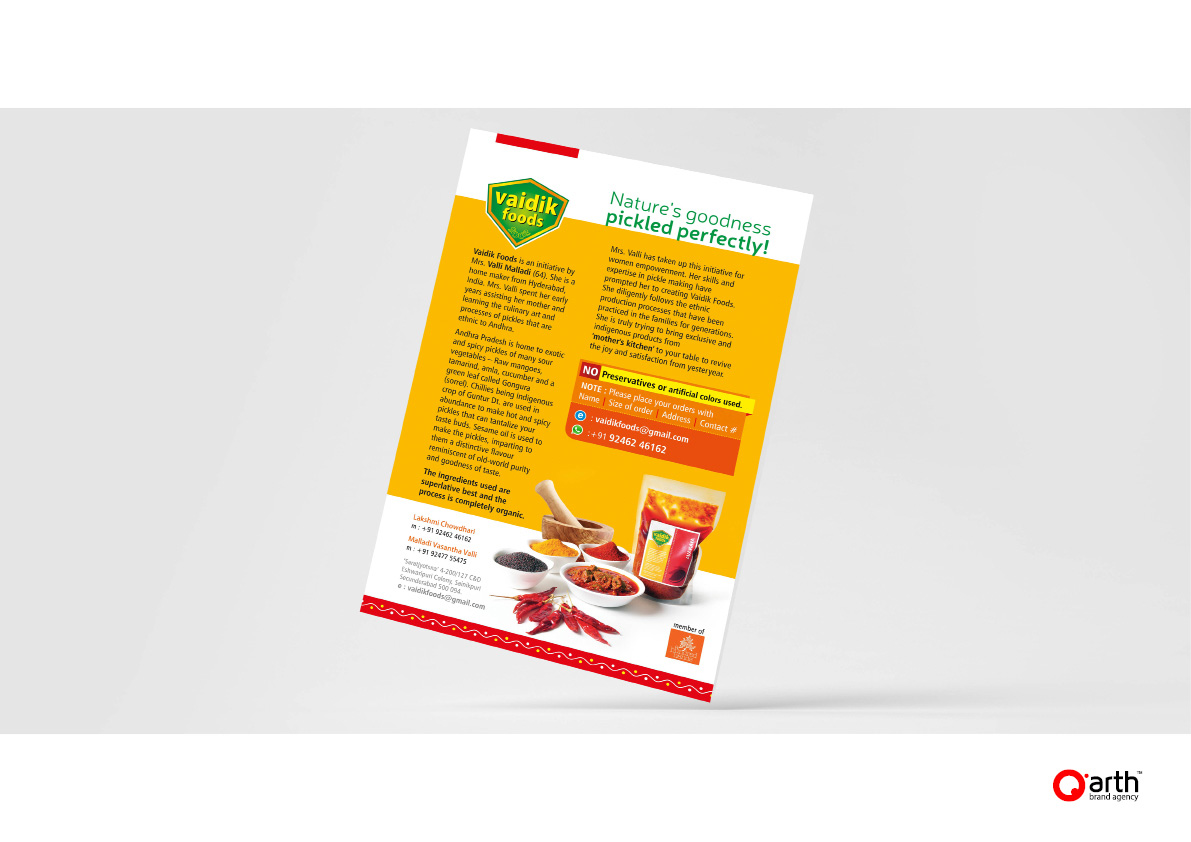 vaidik
foods
Nature's goodness
pickled perfectly!
Vaidik Foods is an initiative by
Mrs. Valli Malladi (64). She is a
home maker from Hyderabad,
India. Mrs. Valli spent her early
years assisting her mother and
learning the culinary art and
processes of pickles that are
ethnic to Andhra.
Andhra Pradesh is home to exotic
and spicy pickles of many sour
vegetables – Raw mangoes,
tamarind, amla, cucumber and a
green leaf called Gongura
(sorrel). Chillies being indigenous
crop of Guntur Dt. are used in
abundance to make hot and spicy
pickles that can tantalize your
taste buds. Sesame oil is used to
make the pickles, imparting to
them a distinctive flavour
reminiscent of old-world purity
and goodness of taste.
The ingredients used are
superlative best and the
process is completely organic.
Mrs. Valli has taken up this initiative for
women empowerment. Her skills and
expertise in pickle making have
prompted her to creating Vaidik Foods.
She diligently follows the ethnic
production processes that have been
practiced in the families for generations.
She is truly trying to bring exclusive and
indigenous products from
'mother's kitchen' to your table to revive
the joy and satisfaction from yesteryear.
NO Preservatives or artificial colors used.
NOTE : Please place your orders with
Name | Size of order | Address | Contact #
e : vaidikfoods@gmail.com
: +91 92462 46162
Lakshmi Chowdhari
m : +91 92462 46162
Malladi Vasantha Valli
m : +91 92477 55475
4-200/127 C&D
Eshwaripuri Colony, Sainikpuri
Secunderabad 500 094.
e : vaidikfoods@gmail.com
vaidik
foods
member of
Q'arth™
brand agency